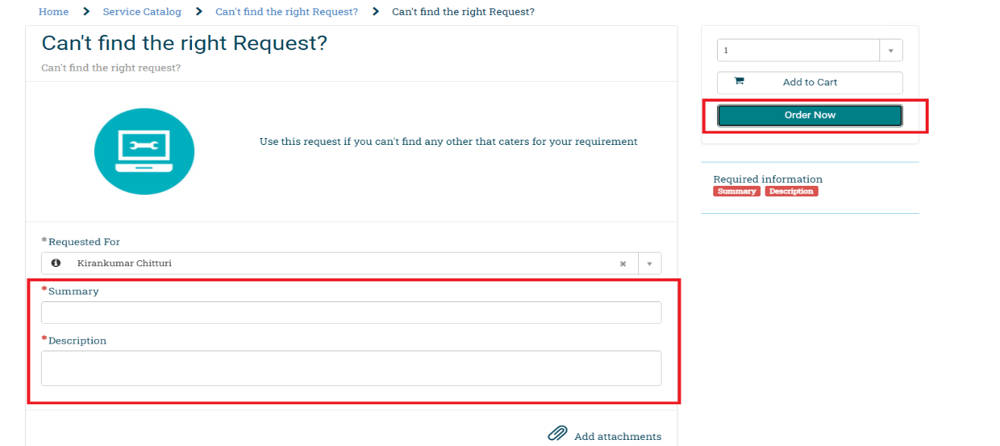 Home > Service Catalog > Can't find the right Request? > Can't find the right Request?
Can't find the right Request?
Can't find the right request?
Use this request if you can't find any other that caters for your requirement
*Requested For
Kirankumar Chitturi
*Summary
*Description
Add attachments
1
Add to Cart
Order Now
Required information
Summary Description